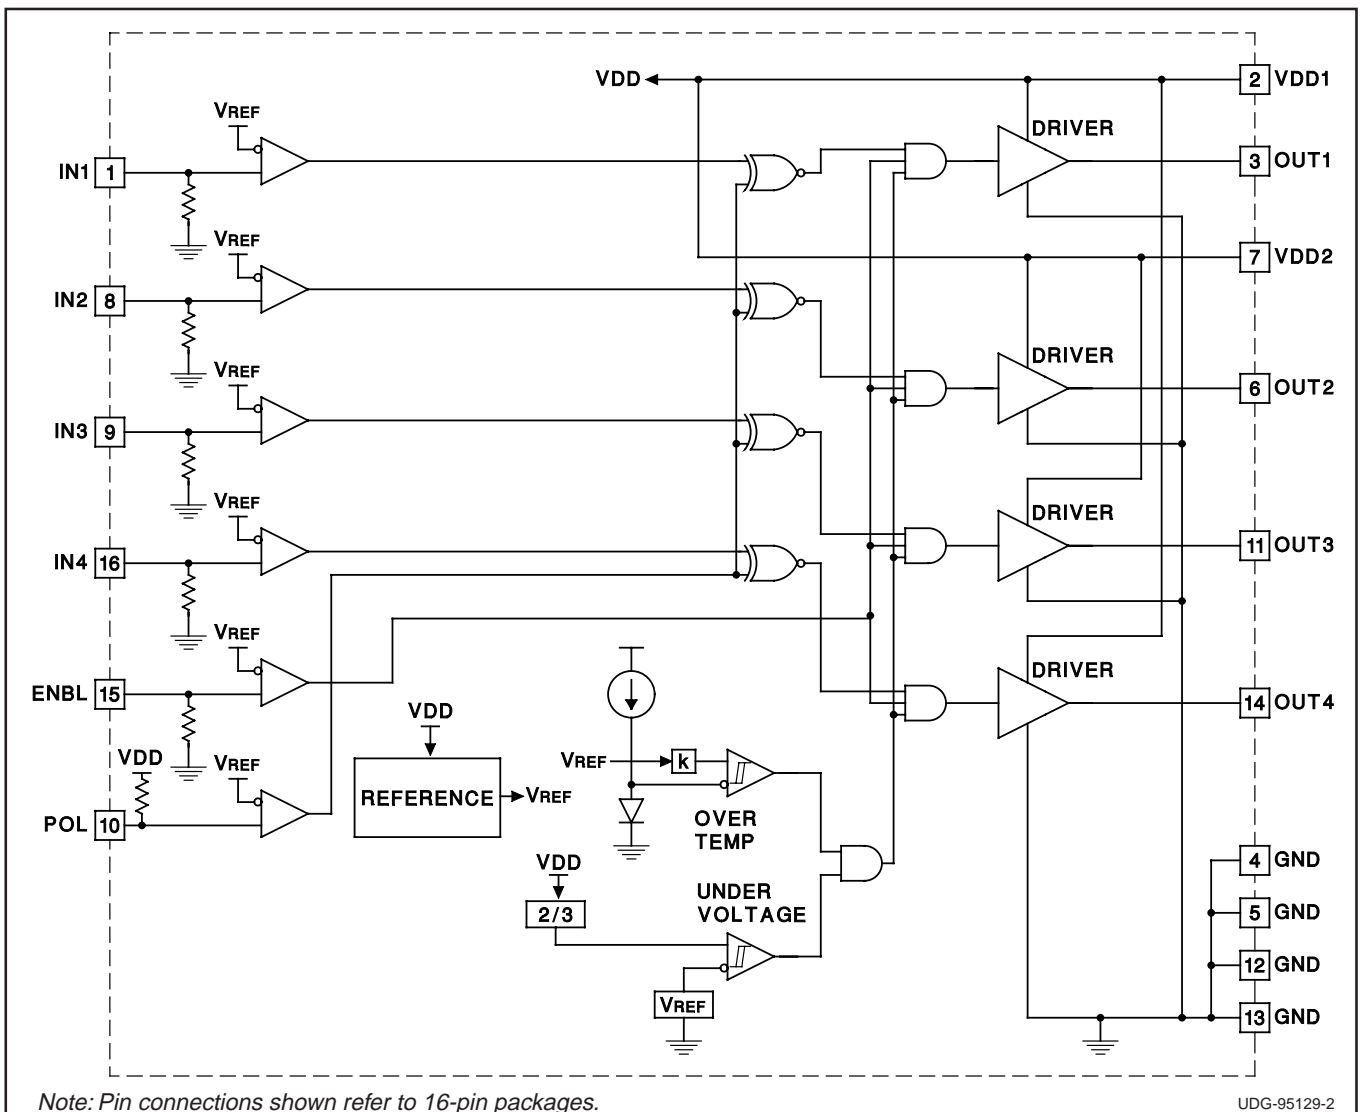 VDD
2 VDD1
VREF
DRIVER
IN1 1
3 OUT1
VREF
7 VDD2
IN2 8
DRIVER
VREF
6 OUT2
IN3 9
VREF
DRIVER
IN4 16
11 OUT3
VREF
DRIVER
ENBL 15
14 OUT4
VDD
VDD
VREF
VREF
k
REFERENCE
VREF
POL 10
OVER
TEMP
VDD
4 GND
UNDER
VOLTAGE
2/3
5 GND
12 GND
VREF
13 GND
Note: Pin connections shown refer to 16-pin packages.
UDG-95129-2